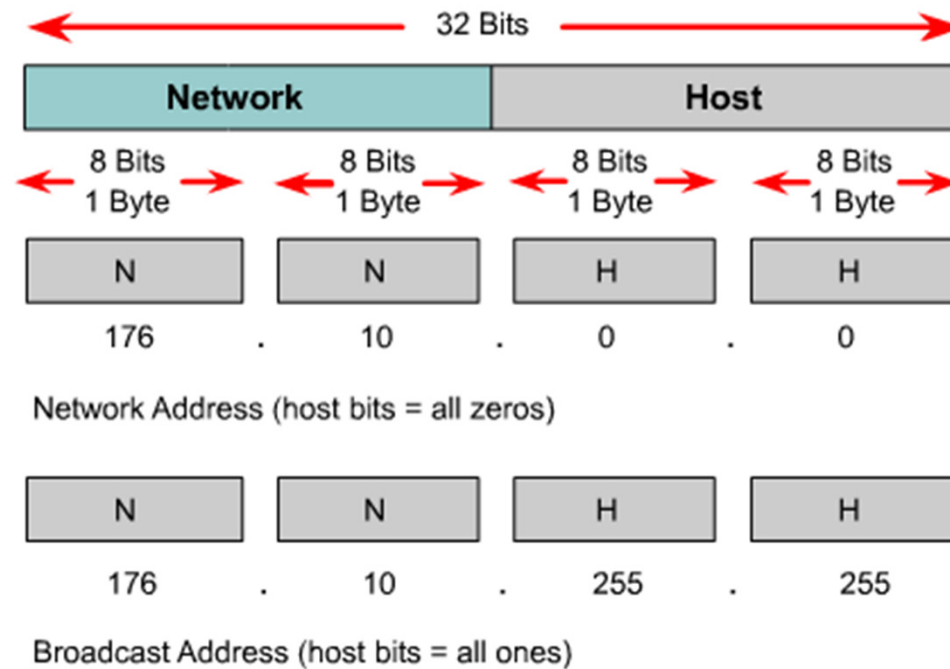 32 Bits
Network Host
8 Bits 8 Bits 8 Bits 8 Bits
1 Byte 1 Byte 1 Byte 1 Byte
N N H H
176 . 10 . 0 . 0
Network Address (host bits = all zeros)
N N H H
176 . 10 . 255 . 255
Broadcast Address (host bits = all ones)